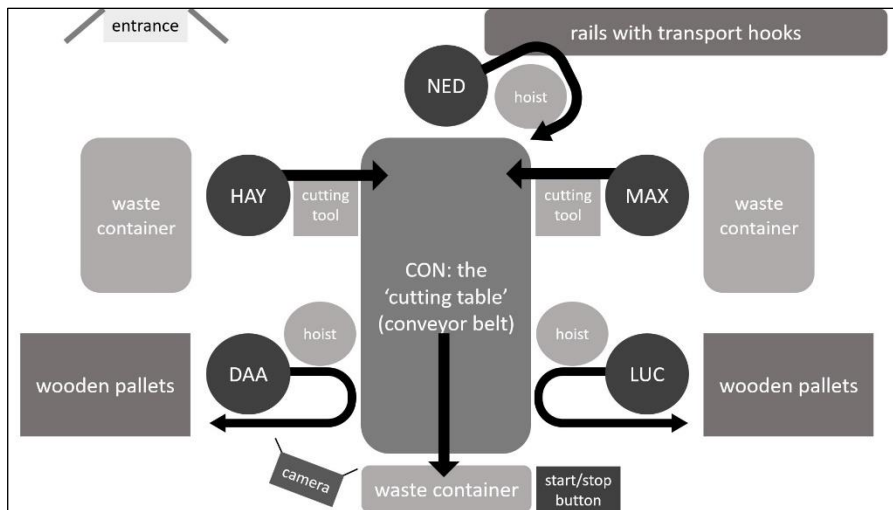 entrance
rails with transport hooks
NED
hoist
waste
container
HAY
cutting
tool
cutting
tool
MAX
waste
container
CON: the
‘cutting table’
(conveyor belt)
hoist
hoist
wooden pallets
DAA
LUC
wooden pallets
camera
waste container
start/stop
button